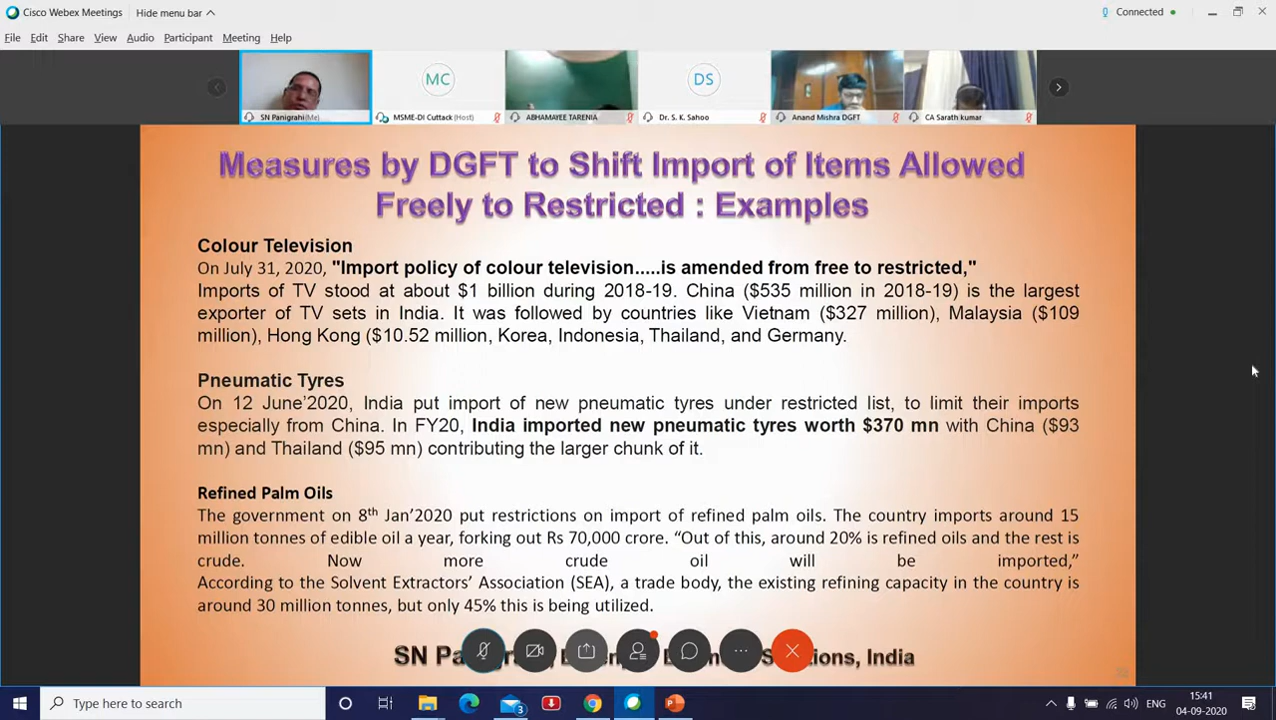 Cisco Webex Meetings Hide menu bar Connected
File Edit Share View Audio Participant Meeting Help
MC
DS
SN Panigrahi (Me) MSME-DI Cuttack (Host) ABHAMAYEE TARENIA Dr. S. K. Sahoo Anand Mishra DGFT CA Sarath kumar
Measures by DGFT to Shift Import of Items Allowed
Freely to Restricted : Examples
Colour Television
On July 31, 2020, "Import policy of colour television.....is amended from free to restricted,"
Imports of TV stood at about $1 billion during 2018-19. China ($535 million in 2018-19) is the largest
exporter of TV sets in India. It was followed by countries like Vietnam ($327 million), Malaysia ($109
million), Hong Kong ($10.52 million, Korea, Indonesia, Thailand, and Germany.
Pneumatic Tyres
On 12 June’2020, India put import of new pneumatic tyres under restricted list, to limit their imports
especially from China. In FY20, India imported new pneumatic tyres worth $370 mn with China ($93
mn) and Thailand ($95 mn) contributing the larger chunk of it.
Refined Palm Oils
The government on 8th Jan’2020 put restrictions on import of refined palm oils. The country imports around 15
million tonnes of edible oil a year, forking out Rs 70,000 crore. “Out of this, around 20% is refined oils and the rest is
crude. Now more crude oil will be imported,”
According to the Solvent Extractors’ Association (SEA), a trade body, the existing refining capacity in the country is
around 30 million tonnes, but only 45% this is being utilized.
SN India
Type here to search 3 ENG 15:41
04-09-2020